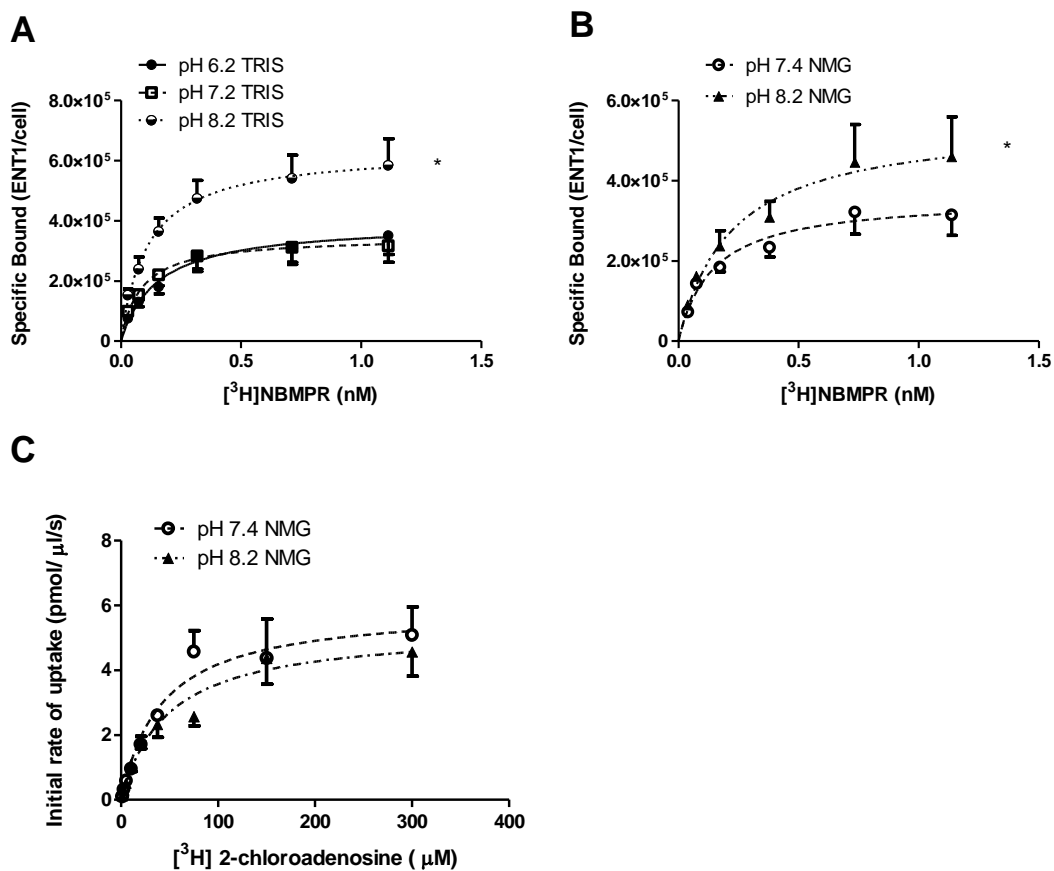 A
pH 6.2 TRIS
pH 7.2 TRIS
pH 8.2 TRIS
8.0×10⁵
6.0×10⁵
4.0×10⁵
2.0×10⁵
0
0.0 0.5 1.0 1.5
Specific Bound (ENT1/cell)
[³H]NBMPR (nM)
*
B
pH 7.4 NMG
pH 8.2 NMG
6.0×10⁵
4.0×10⁵
2.0×10⁵
0
0.0 0.5 1.0 1.5
Specific Bound (ENT1/cell)
[³H]NBMPR (nM)
*
C
pH 7.4 NMG
pH 8.2 NMG
8
6
4
2
0
0 100 200 300 400
Initial rate of uptake (pmol/ μl/s)
[³H] 2-chloroadenosine ( μM)